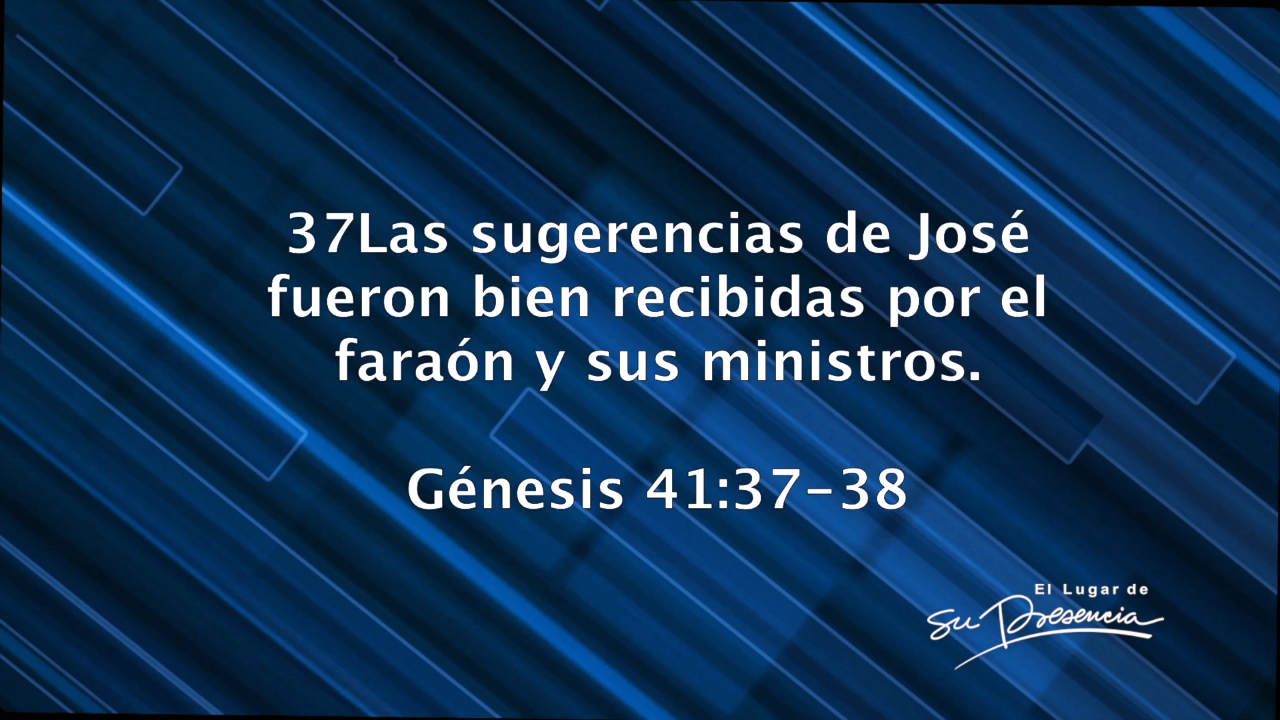 37Las sugerencias de José
fueron bien recibidas por el
faraón y sus ministros.
Génesis 41:37-38
El Lugar de
Su Presencia